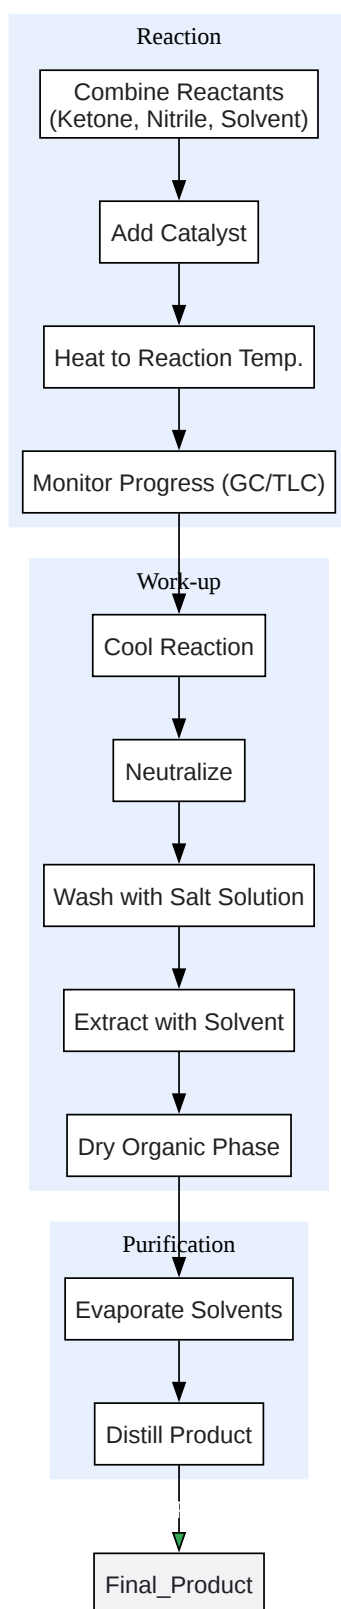 Reaction
Combine Reactants
(Ketone, Nitrile, Solvent)
Add Catalyst
Heat to Reaction Temp.
Monitor Progress (GC/TLC)
Work-up
Cool Reaction
Neutralize
Wash with Salt Solution
Extract with Solvent
Dry Organic Phase
Purification
Evaporate Solvents
Distill Product
Final_Product